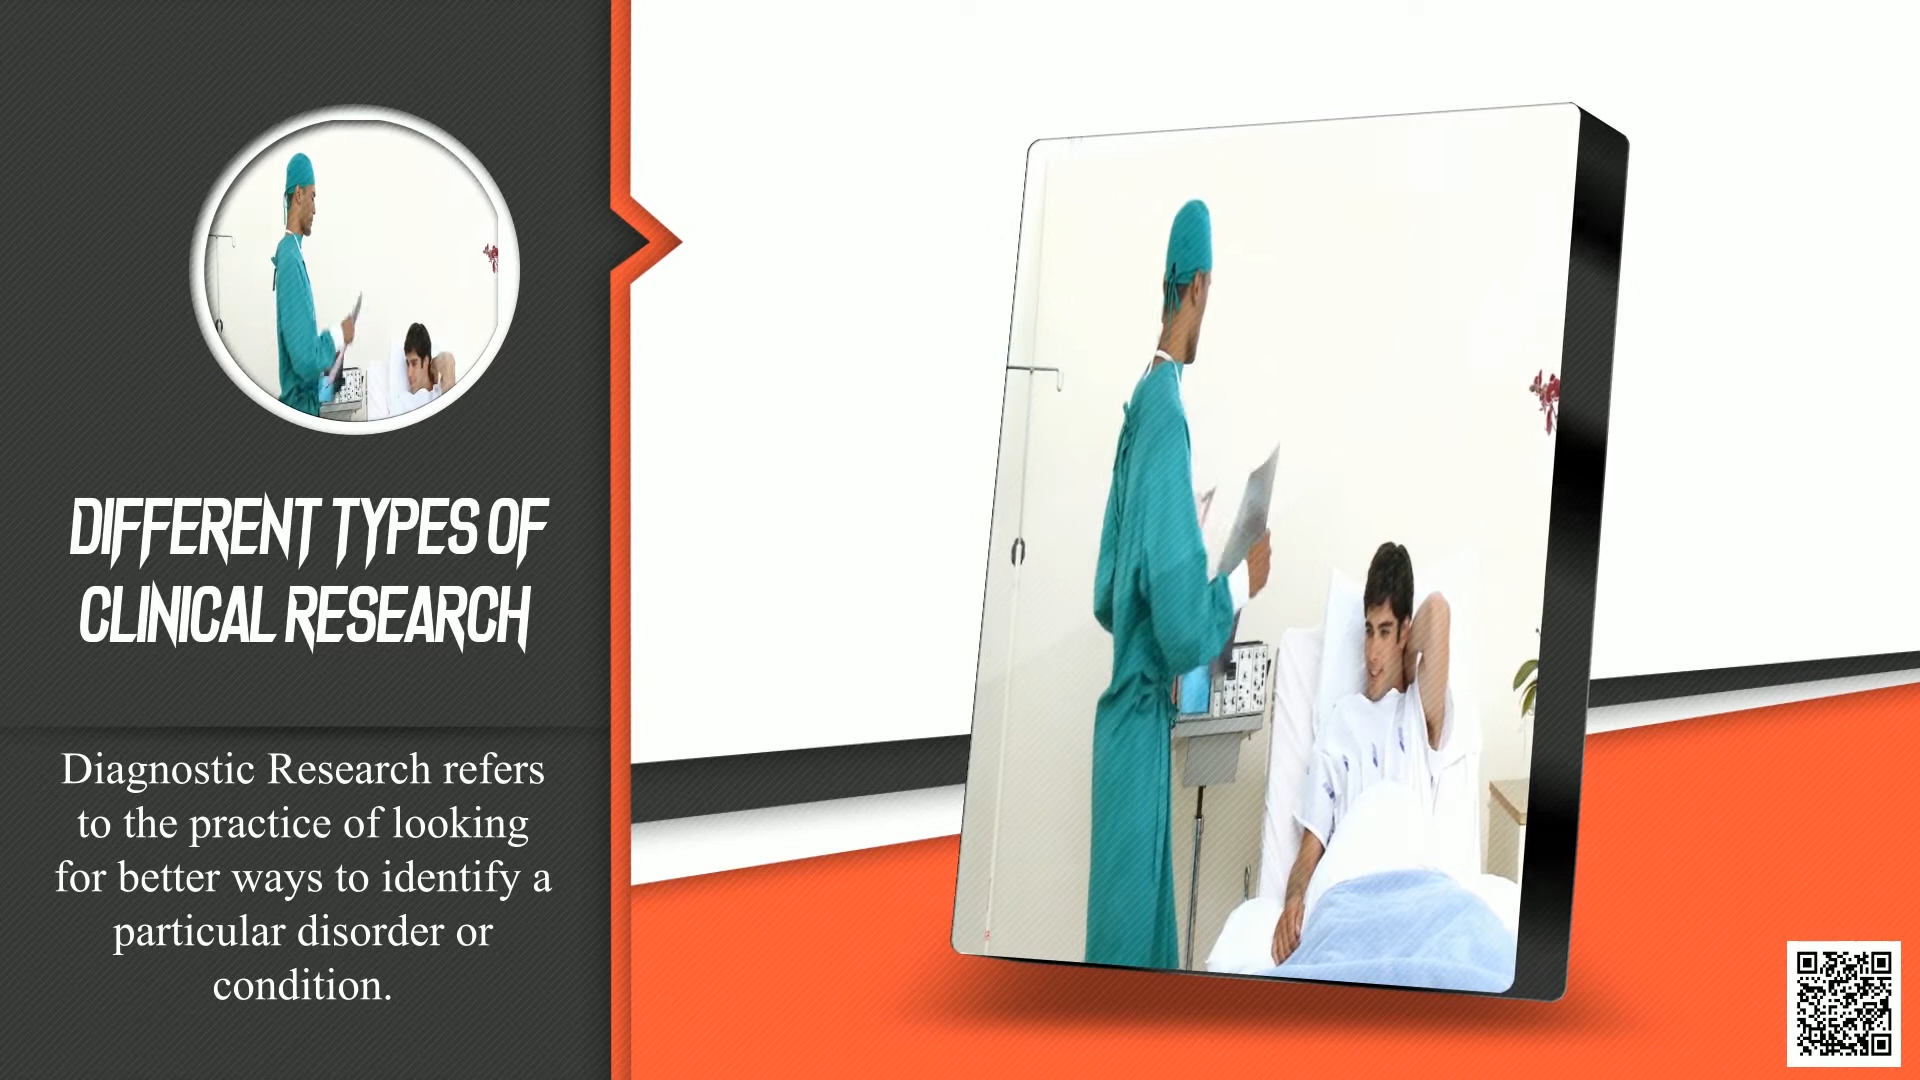 DIFFERENT TYPES OF
CLINICAL RESEARCH
Diagnostic Research refers
to the practice of looking
for better ways to identify a
particular disorder or
condition.